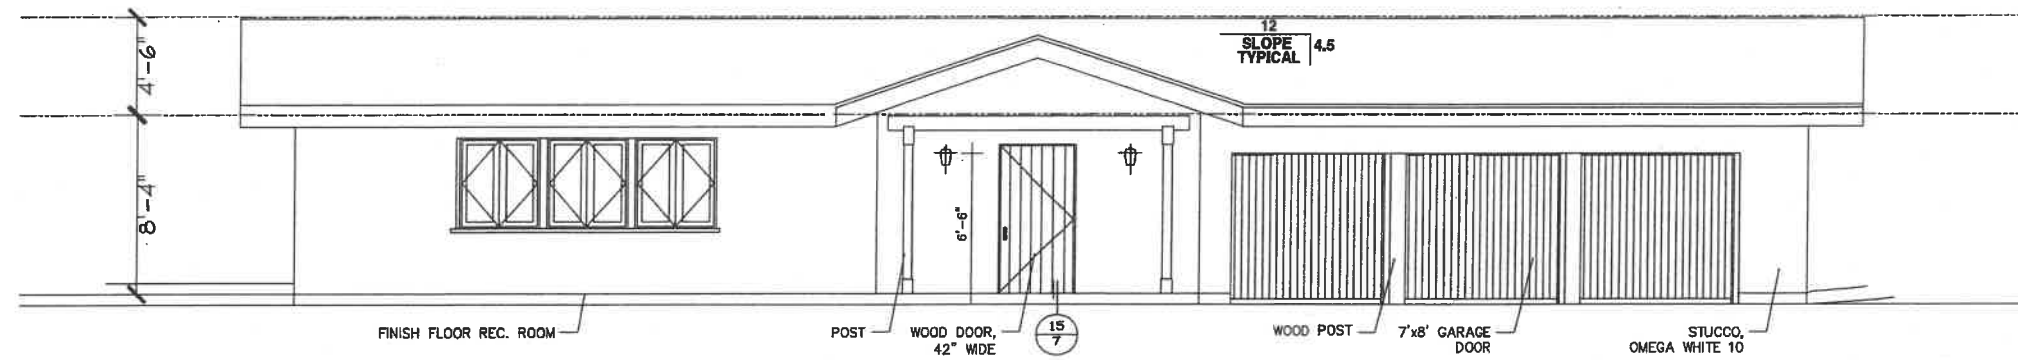 4'-6"
12
SLOPE
TYPICAL
4.5
8'-4"
6'-6"
FINISH FLOOR REC. ROOM
POST
WOOD DOOR,
42" WIDE
15
7
WOOD POST
7'x8' GARAGE
DOOR
STUCCO,
OMEGA WHITE 10